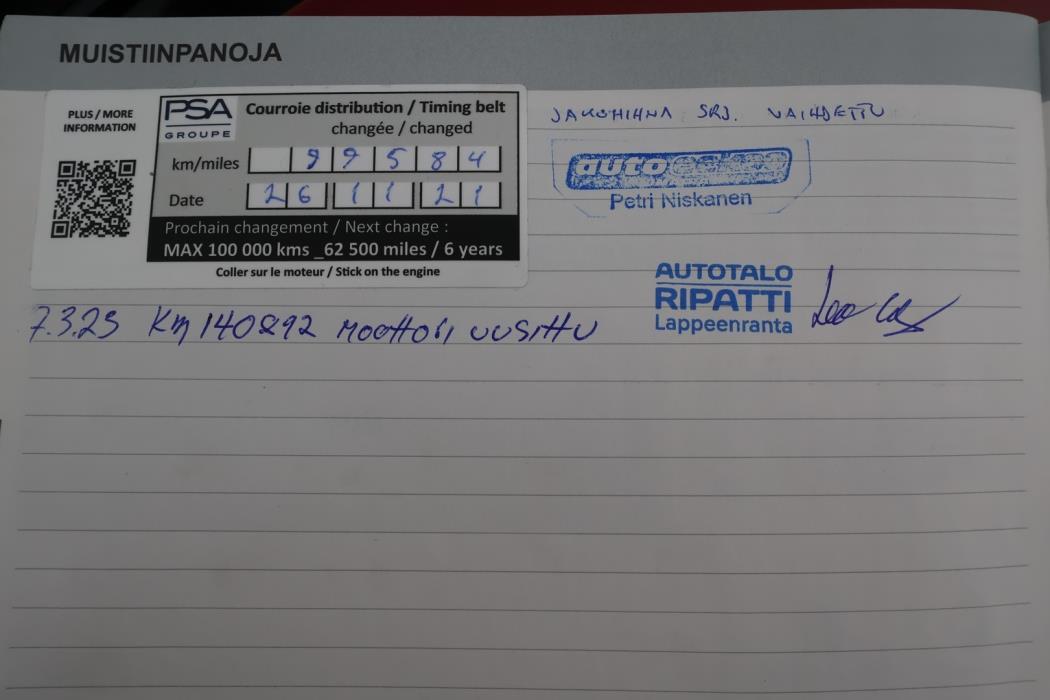 MUISTIINPANOJA
PLUS / MORE
INFORMATION
PSA
GROUPE
Courroie distribution / Timing belt
changée / changed
km/miles 99584
Date 26 11 21
Prochain changement / Next change :
MAX 100 000 kms _62 500 miles / 6 years
Coller sur le moteur / Stick on the engine
JAKOHIHNA SRJ. VAIHDETTU
auto
Petri Niskanen
AUTOTALO
RIPATTI
Lappeenranta
7.3.25 Km 140892 Moottori uusittu